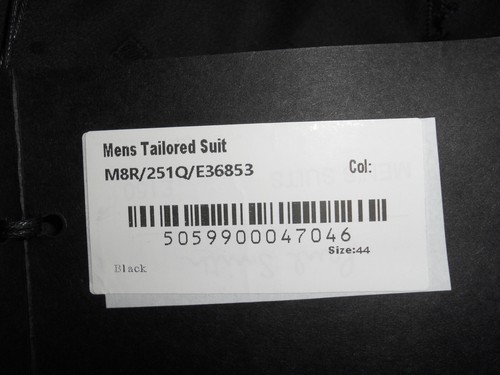 Mens Tailored Suit
M8R/251Q/E36853 Col:
5059900047046
Size:44
Black